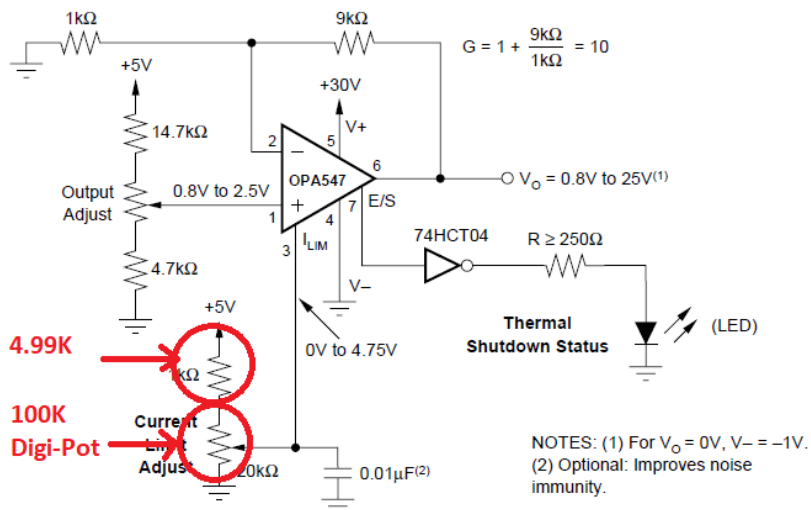 1kΩ
9kΩ
G = 1 + 9kΩ
1kΩ
= 10
+5V
+30V
V+
14.7kΩ
2
5
–
6
OPA547
VO = 0.8V to 25V(1)
Output
Adjust
0.8V to 2.5V
+
E/S
1
4
7
3
ILIM
74HCT04
R ≥ 250Ω
4.7kΩ
V–
+5V
Thermal
Shutdown Status
(LED)
0V to 4.75V
4.99K
1kΩ
100K
Digi-Pot
Current
Limit
Adjust
20kΩ
0.01µF(2)
NOTES: (1) For VO = 0V, V– = –1V.
(2) Optional: Improves noise
immunity.